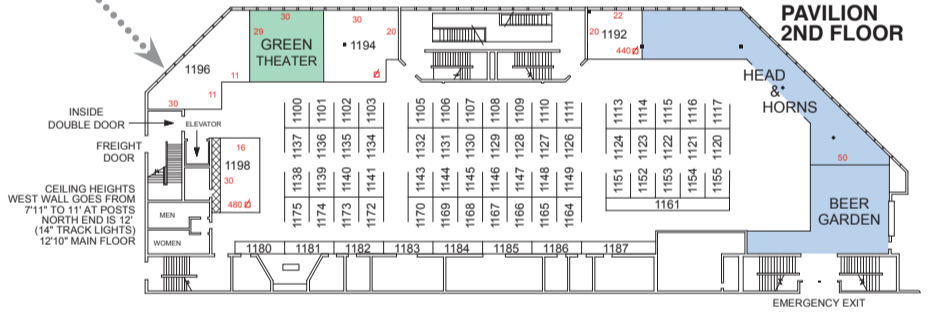 PAVILION
2ND FLOOR
30
30
22
29
GREEN
THEATER
1194
20
20
1192
440
1196
11
11
30
HEAD
&
HORNS
INSIDE
DOUBLE DOOR
ELEVATOR
FREIGHT
DOOR
16
1198
30
480
CEILING HEIGHTS
WEST WALL GOES FROM
7'11" TO 11' AT POSTS
NORTH END IS 12'
(14" TRACK LIGHTS)
12'10" MAIN FLOOR
MEN
WOMEN
1100 1101 1102 1103
1137 1136 1135 1134
1138 1139 1140 1141
1175 1174 1173 1172
1105 1106 1107 1108 1109 1110 1111
1132 1131 1130 1129 1128 1127 1126
1143 1144 1145 1146 1147 1148 1149
1170 1169 1168 1167 1166 1165 1164
1113 1114 1115 1116 1117
1124 1123 1122 1121 1120
1151 1152 1153 1154 1155
1161
50
BEER
GARDEN
1180 1181 1182 1183 1184 1185 1186 1187
EMERGENCY EXIT